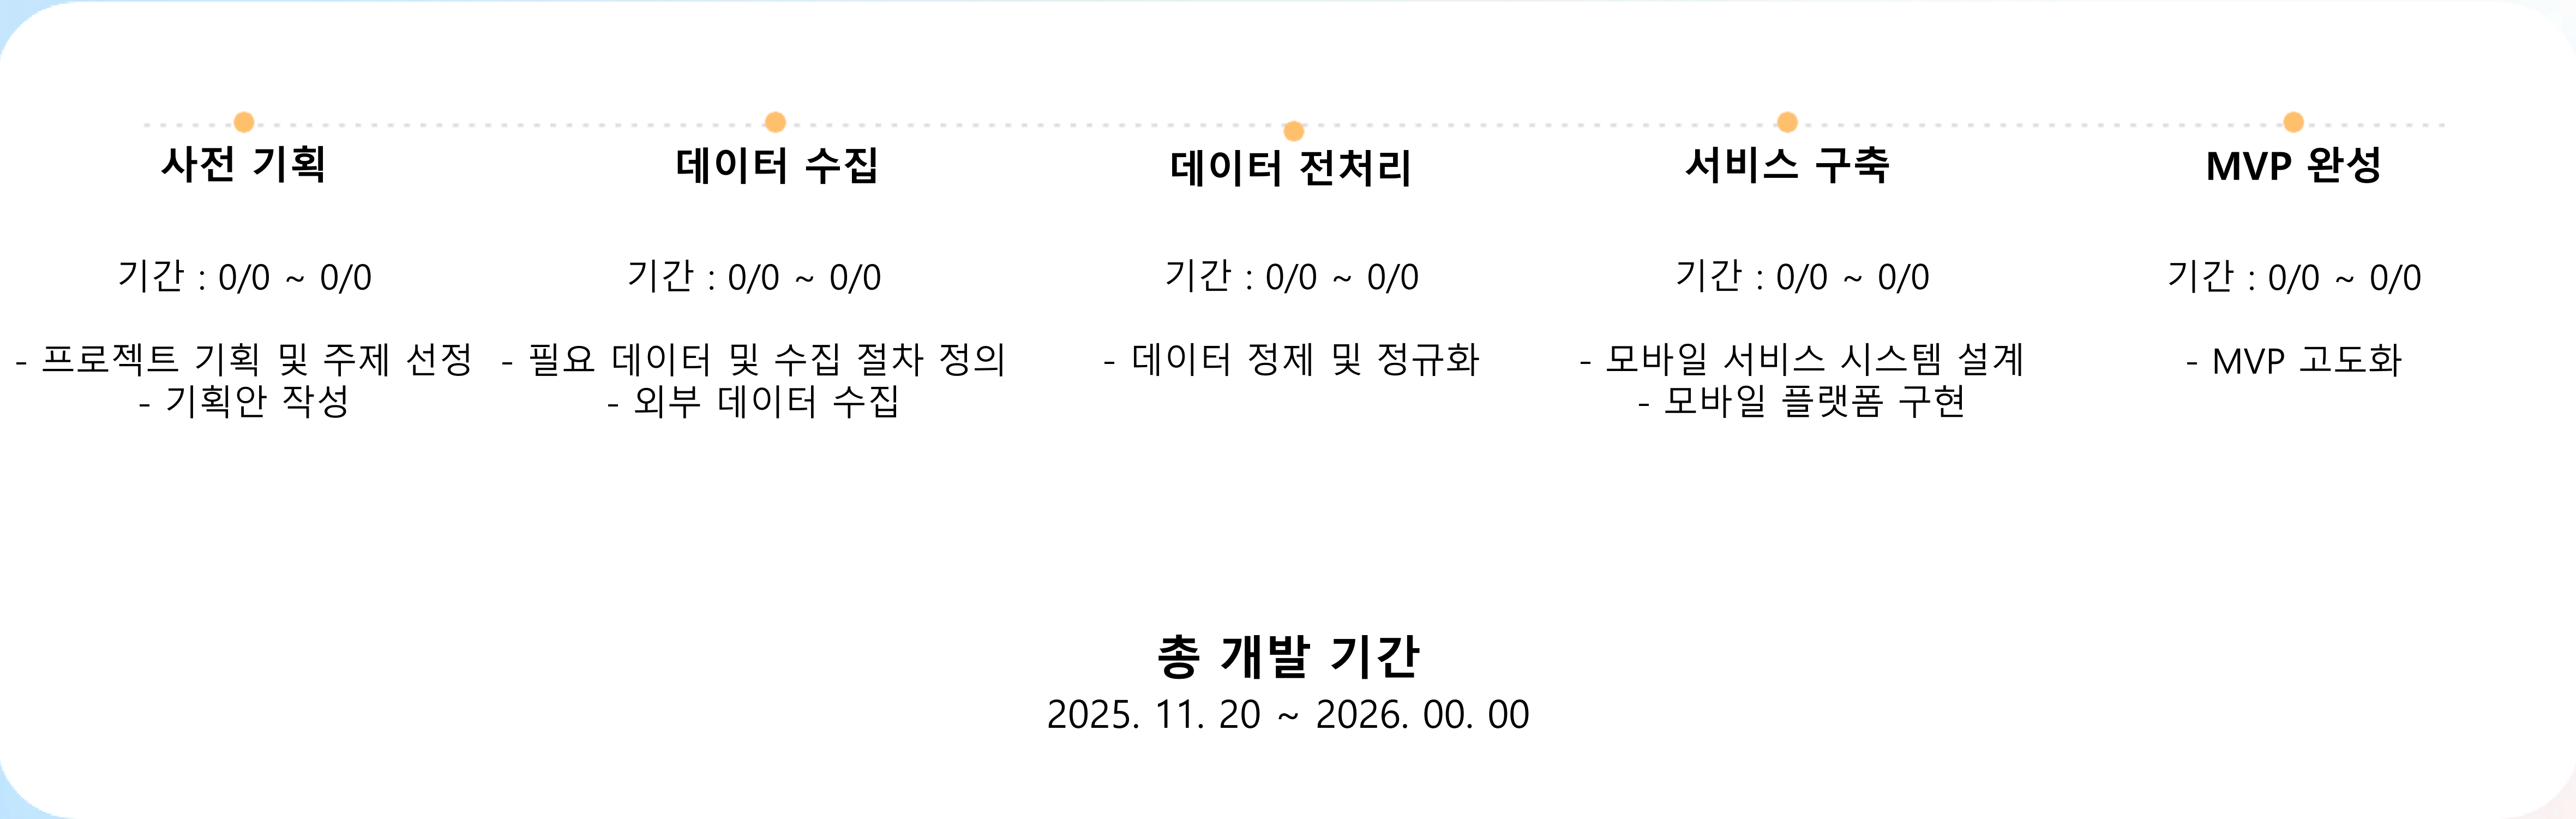 사전 기획
기간 : 0/0 ~ 0/0
- 프로젝트 기획 및 주제 선정
- 기획안 작성
데이터 수집
기간 : 0/0 ~ 0/0
- 필요 데이터 및 수집 절차 정의
- 외부 데이터 수집
데이터 전처리
기간 : 0/0 ~ 0/0
- 데이터 정제 및 정규화
서비스 구축
기간 : 0/0 ~ 0/0
- 모바일 서비스 시스템 설계
- 모바일 플랫폼 구현
MVP 완성
기간 : 0/0 ~ 0/0
- MVP 고도화
총 개발 기간
2025. 11. 20 ~ 2026. 00. 00